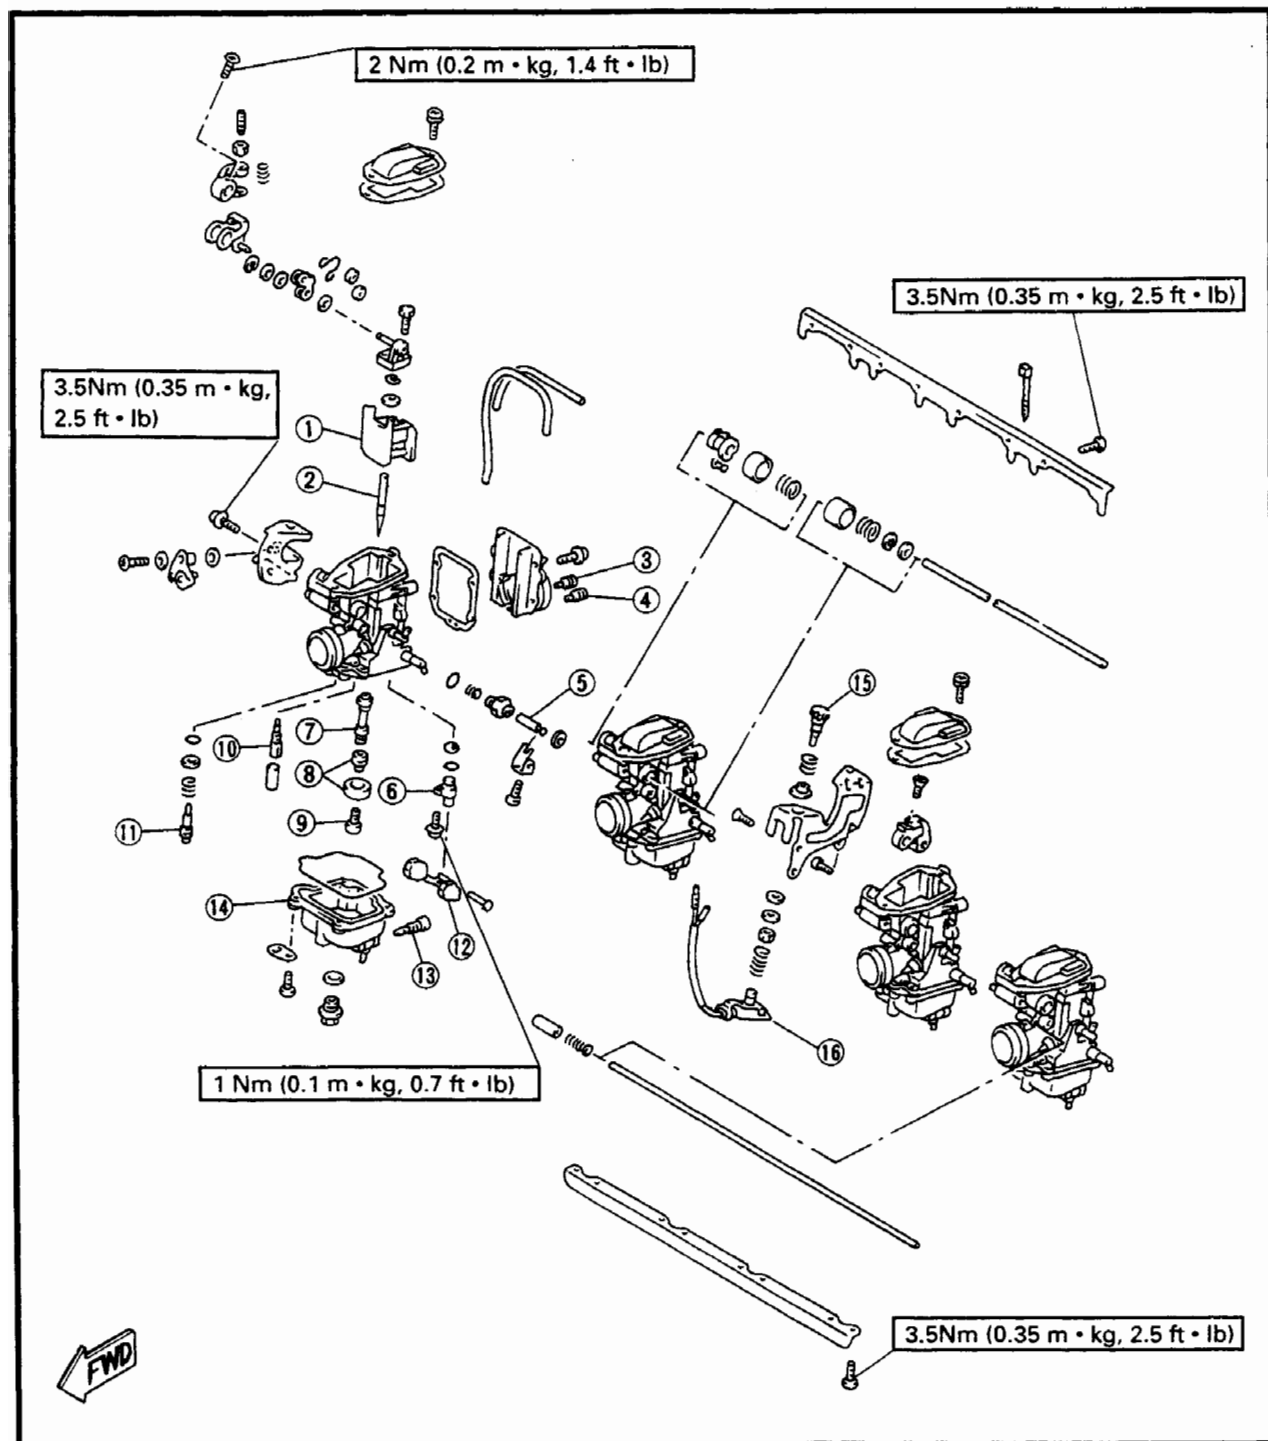 2 Nm (0.2 m • kg, 1.4 ft • lb)
3.5Nm (0.35 m • kg, 2.5 ft • lb)
3.5Nm (0.35 m • kg,
2.5 ft • lb)
1
2
3
4
5
15
7
10
8
6
11
9
14
12
13
16
1 Nm (0.1 m • kg, 0.7 ft • lb)
3.5Nm (0.35 m • kg, 2.5 ft • lb)
FWD